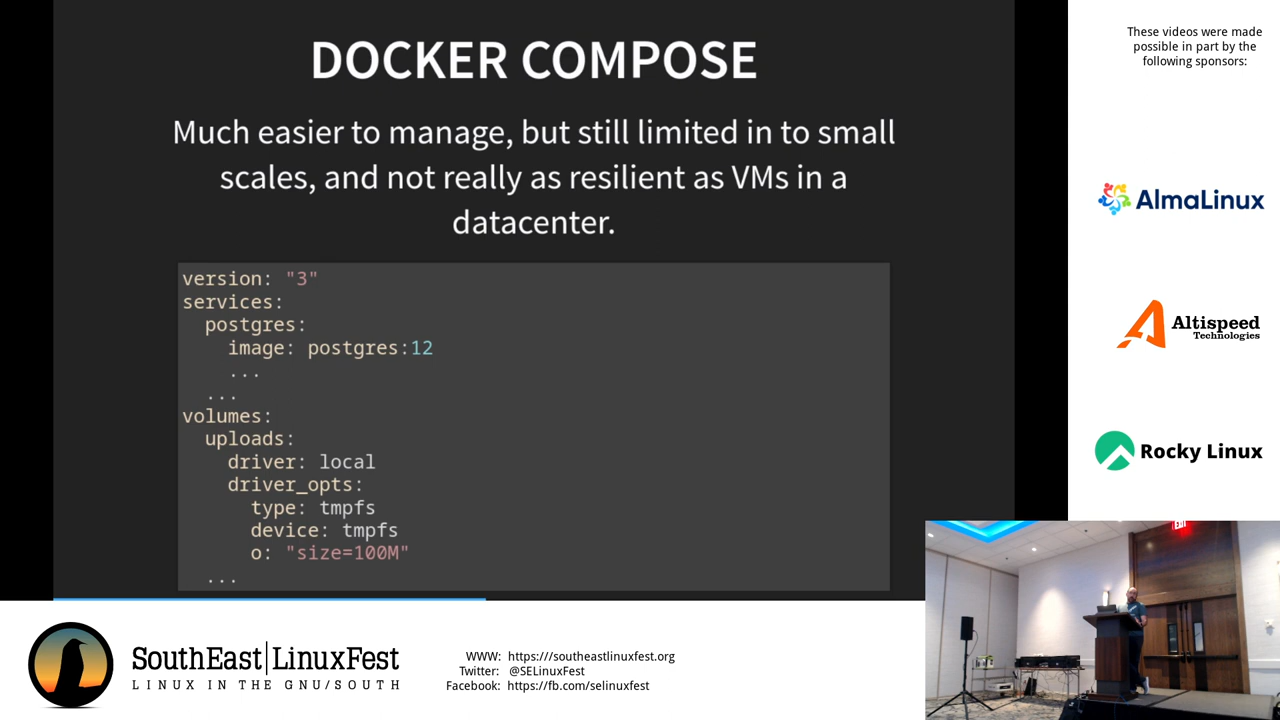 DOCKER COMPOSE
Much easier to manage, but still limited in to small
scales, and not really as resilient as VMs in a
datacenter.
version: "3"
services:
  postgres:
    image: postgres:12
    ...
  ...
volumes:
  uploads:
    driver: local
    driver_opts:
      type: tmpfs
      device: tmpfs
      o: "size=100M"
  ...
These videos were made
possible in part by the
following sponsors:
AlmaLinux
Altispeed
Technologies
Rocky Linux
EXIT
SouthEast|LinuxFest
LINUX IN THE GNU/SOUTH
WWW: https:///southeastlinuxfest.org
Twitter: @SELinuxFest
Facebook: https://fb.com/selinuxfest